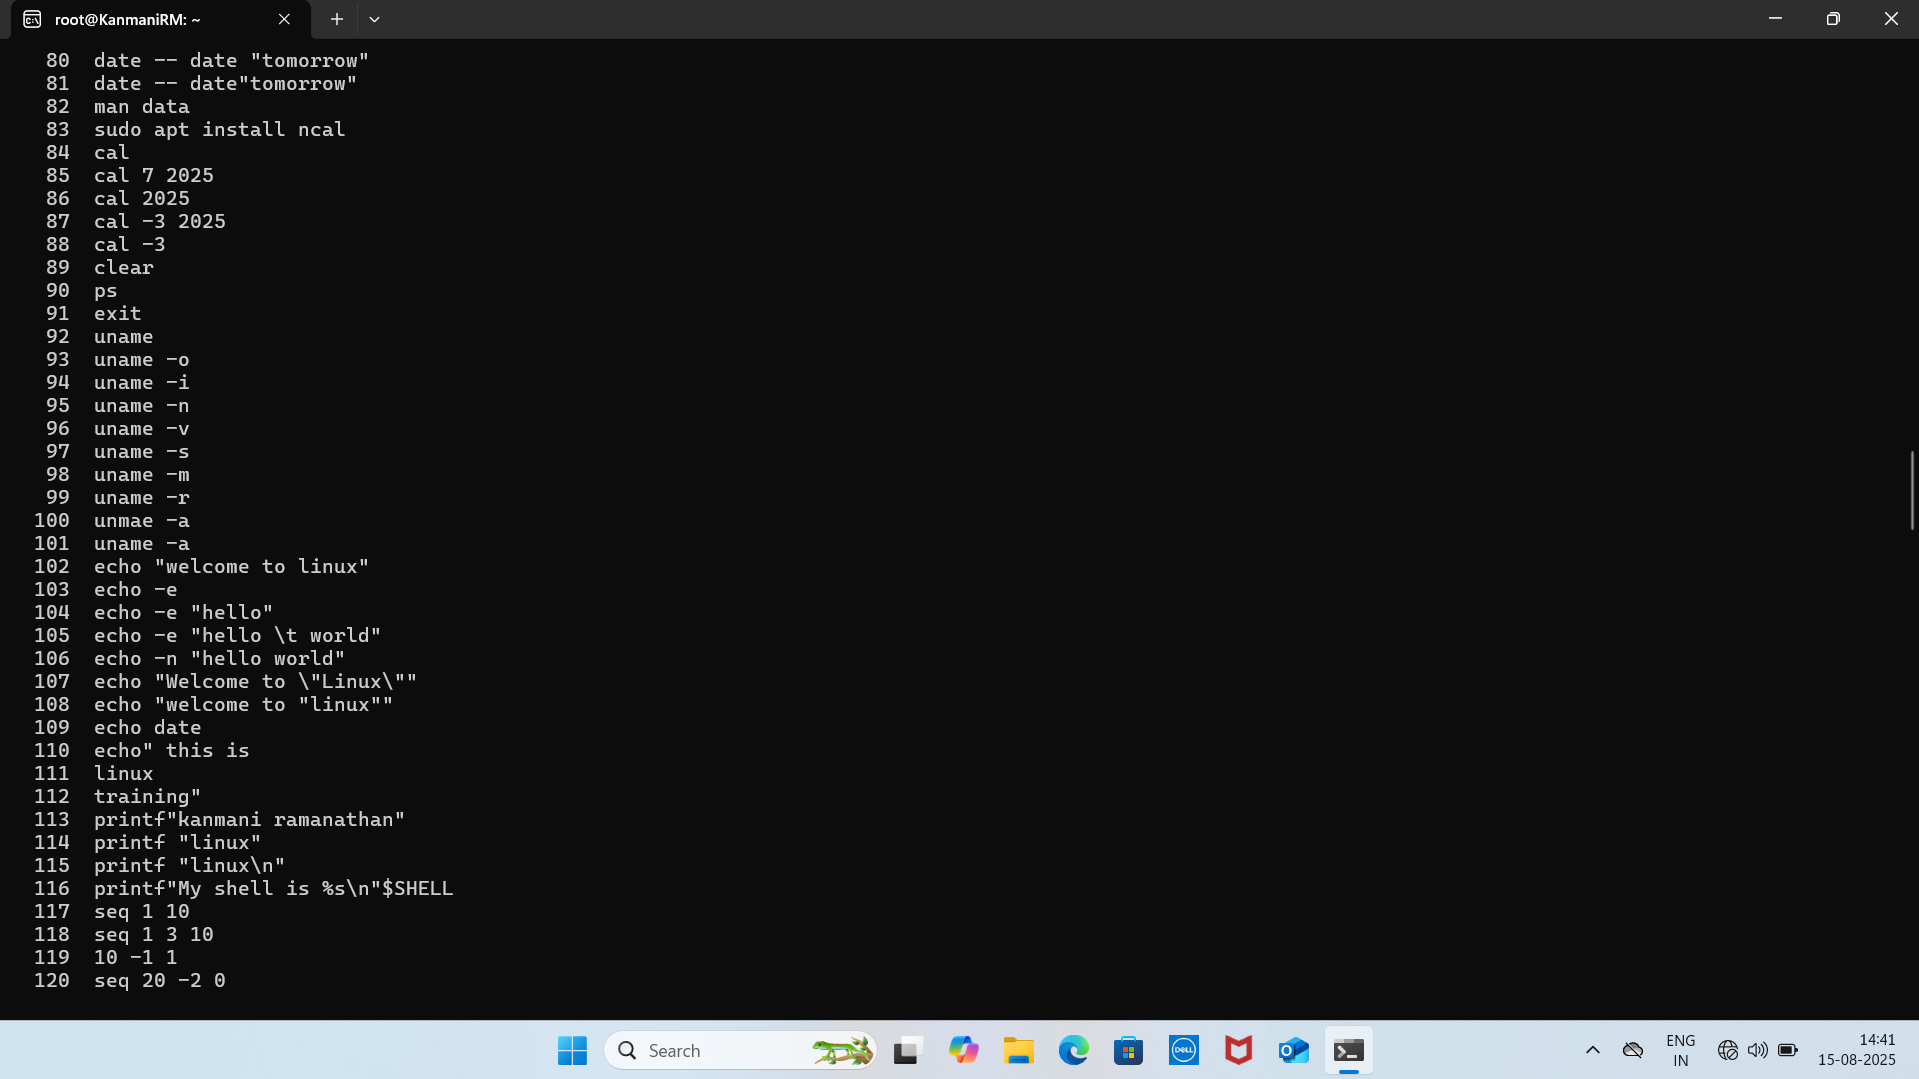 root@KanmaniRM: ~
80 date -- date "tomorrow"
81 date -- date"tomorrow"
82 man data
83 sudo apt install ncal
84 cal
85 cal 7 2025
86 cal 2025
87 cal -3 2025
88 cal -3
89 clear
90 ps
91 exit
92 uname
93 uname -o
94 uname -i
95 uname -n
96 uname -v
97 uname -s
98 uname -m
99 uname -r
100 unmae -a
101 uname -a
102 echo "welcome to linux"
103 echo -e
104 echo -e "hello"
105 echo -e "hello \t world"
106 echo -n "hello world"
107 echo "Welcome to \"Linux\""
108 echo "welcome to "linux""
109 echo date
110 echo" this is
111 linux
112 training"
113 printf"kanmani ramanathan"
114 printf "linux"
115 printf "linux\n"
116 printf"My shell is %s\n"$SHELL
117 seq 1 10
118 seq 1 3 10
119 10 -1 1
120 seq 20 -2 0
Search
DELL
ENG
IN
14:41
15-08-2025